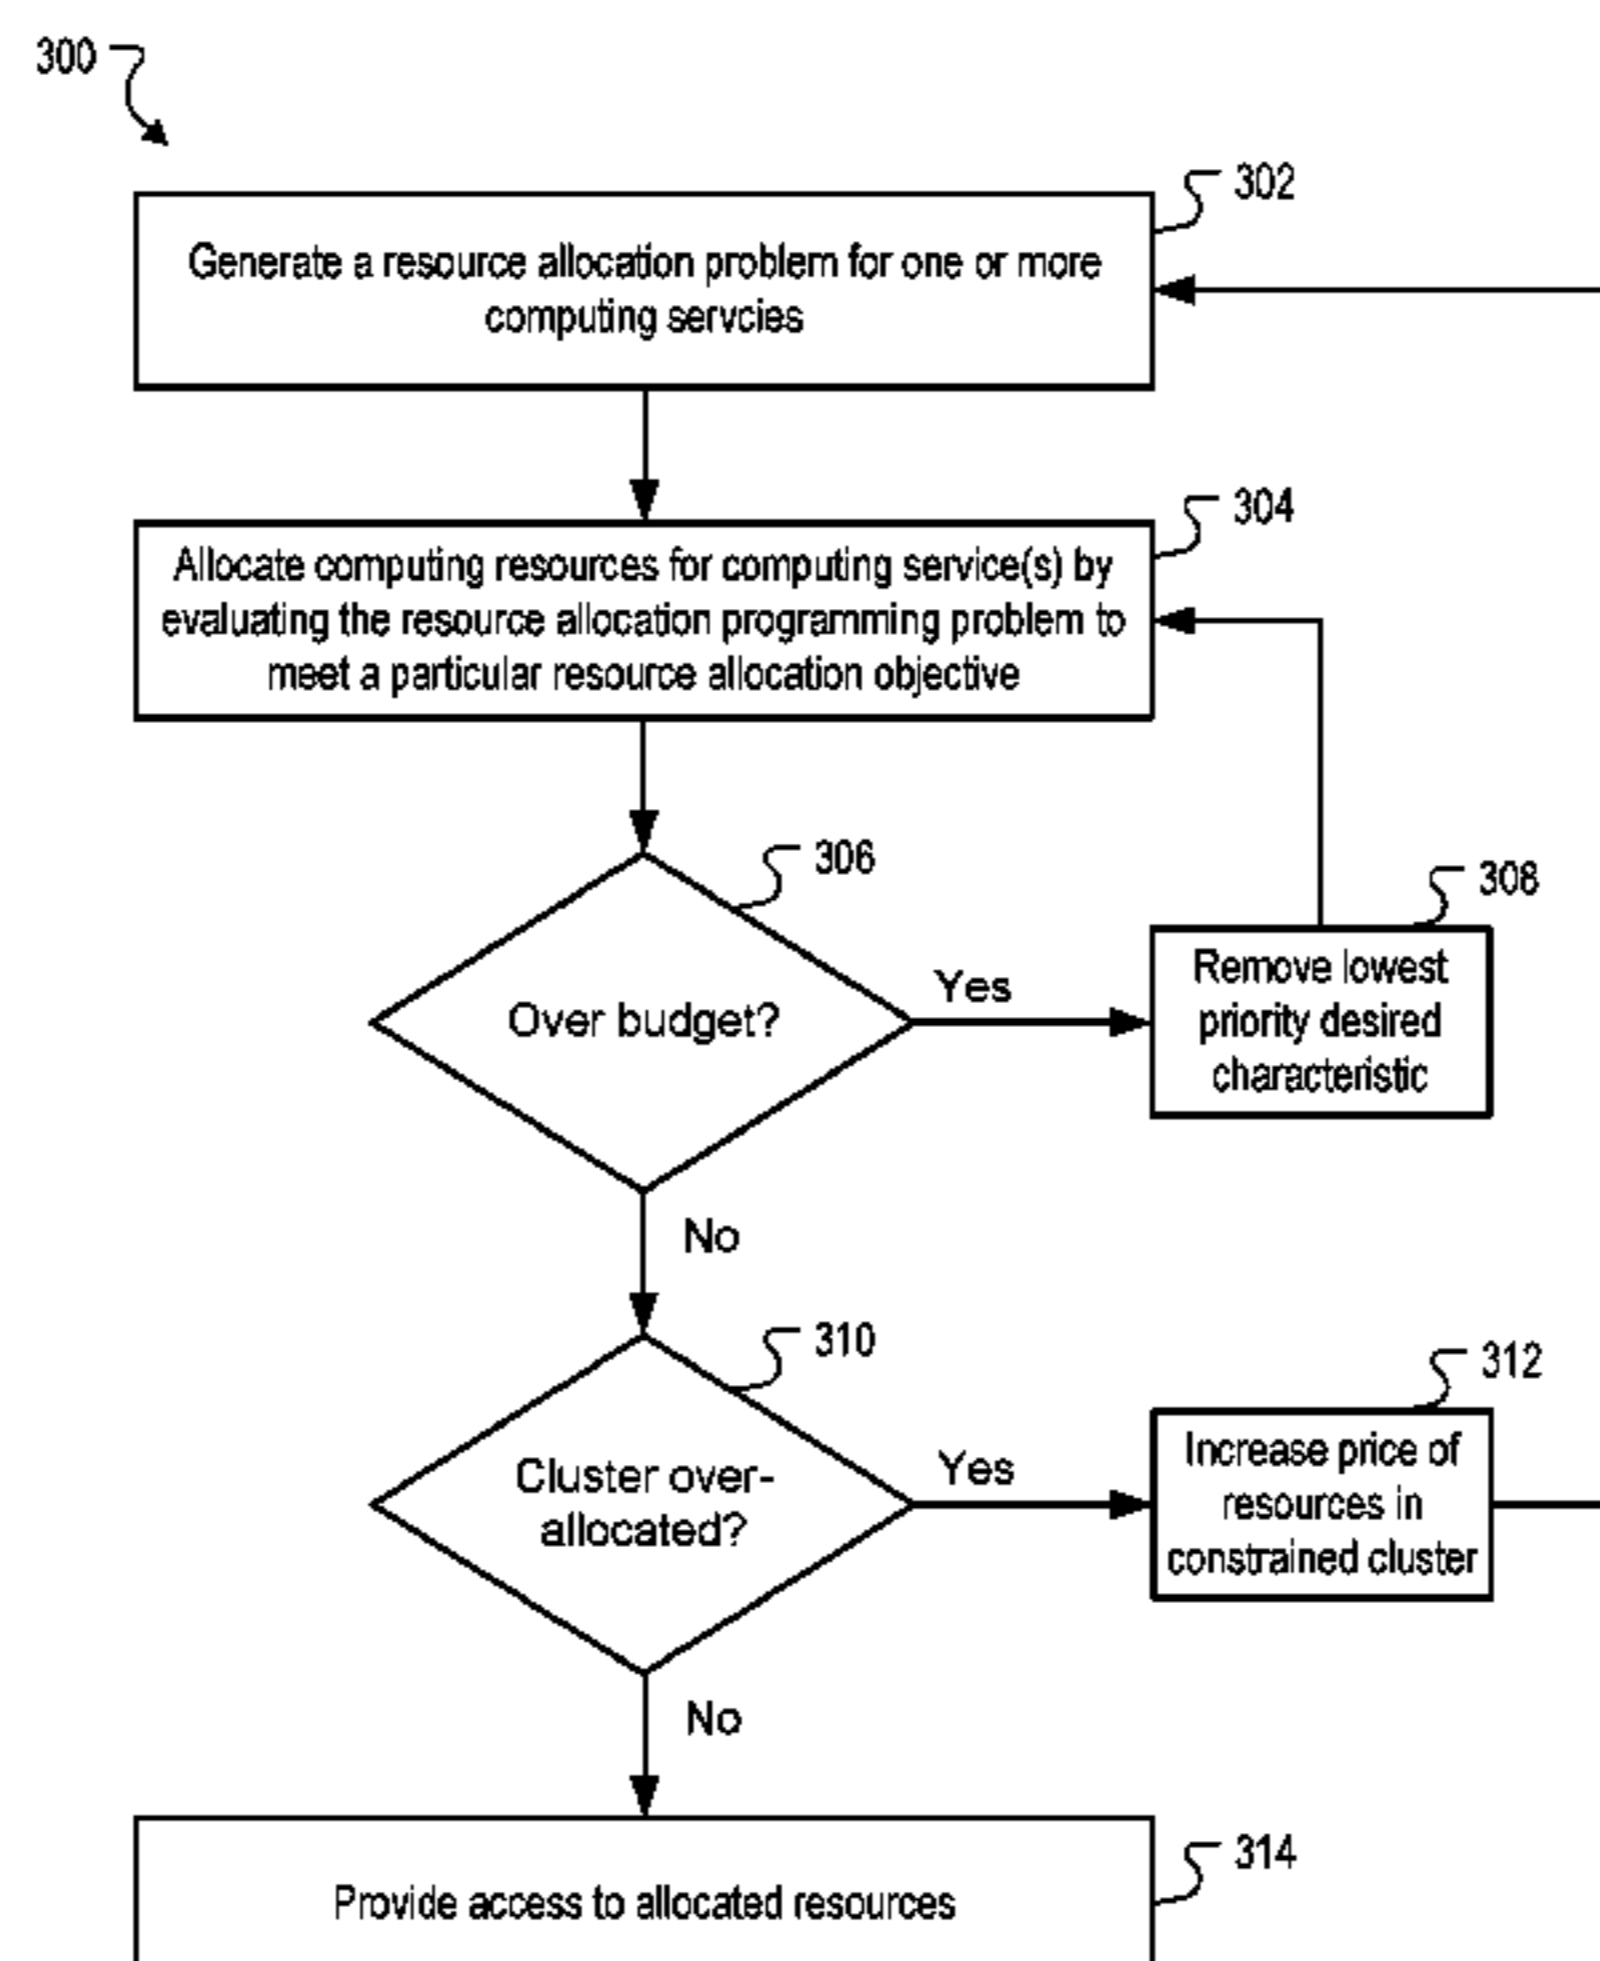 300
302
Generate a resource allocation problem for one or more
computing servcies
304
Allocate computing resources for computing service(s) by
evaluating the resource allocation programming problem to
meet a particular resource allocation objective
306
308
Over budget?
Yes
Remove lowest
priority desired
characteristic
No
310
312
Cluster over-
allocated?
Yes
Increase price of
resources in
constrained cluster
No
314
Provide access to allocated resources